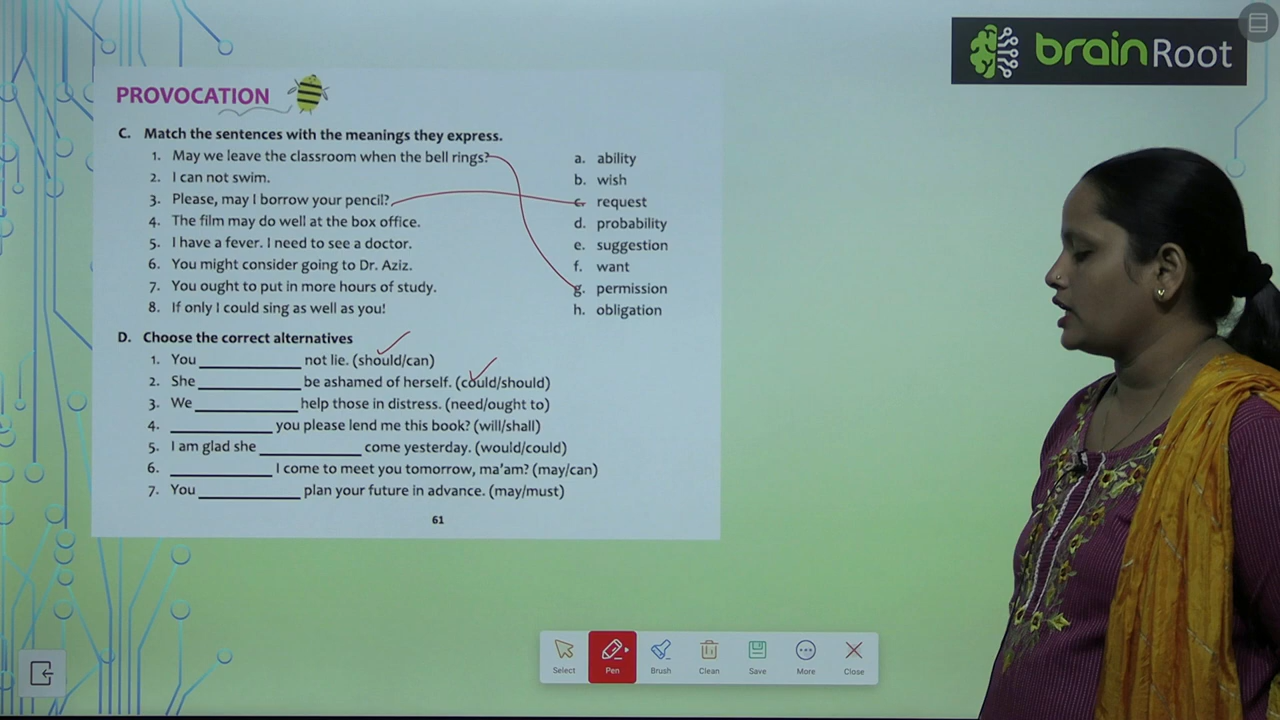 brainRoot
PROVOCATION
C. Match the sentences with the meanings they express.
1. May we leave the classroom when the bell rings?
a. ability
2. I can not swim.
b. wish
3. Please, may I borrow your pencil?
c. request
4. The film may do well at the box office.
d. probability
5. I have a fever. I need to see a doctor.
e. suggestion
6. You might consider going to Dr. Aziz.
f. want
7. You ought to put in more hours of study.
g. permission
8. If only I could sing as well as you!
h. obligation
D. Choose the correct alternatives
1. You ____________ not lie. (should/can)
2. She ____________ be ashamed of herself. (could/should)
3. We ____________ help those in distress. (need/ought to)
4. ____________ you please lend me this book? (will/shall)
5. I am glad she ____________ come yesterday. (would/could)
6. ____________ I come to meet you tomorrow, ma'am? (may/can)
7. You ____________ plan your future in advance. (may/must)
61
Select Pen Brush Clean Save More Close